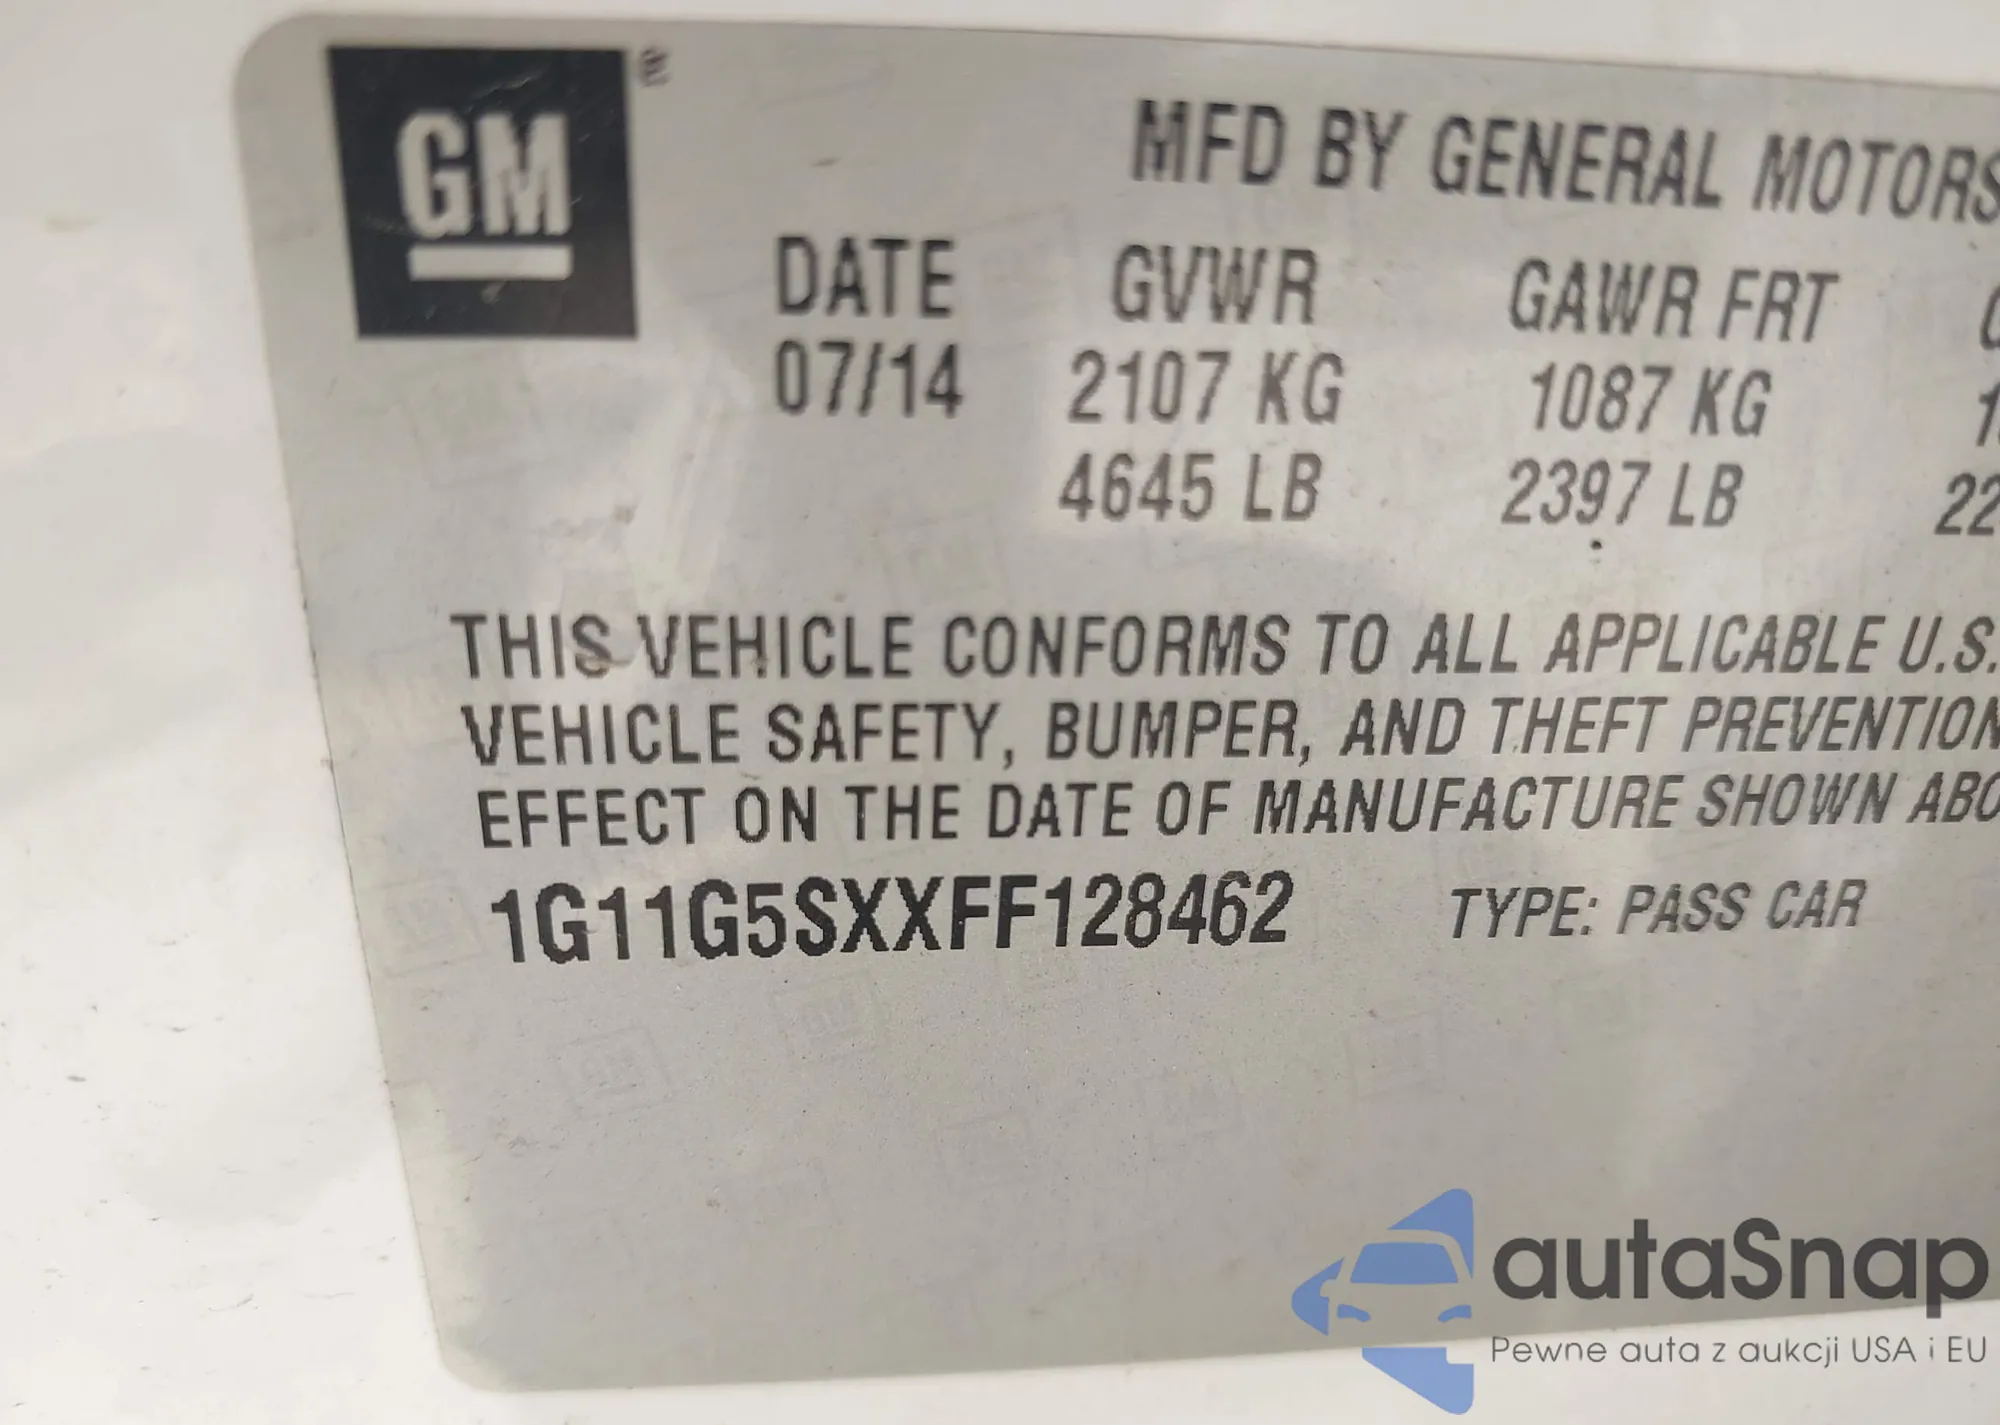 GM ®
MFD BY GENERAL MOTORS
DATE GVWR GAWR FRT
07/14 2107 KG 1087 KG
4645 LB 2397 LB 22
THIS VEHICLE CONFORMS TO ALL APPLICABLE U.S.
VEHICLE SAFETY, BUMPER, AND THEFT PREVENTION
EFFECT ON THE DATE OF MANUFACTURE SHOWN ABO
1G11G5SXXFF128462 TYPE: PASS CAR
autaSnap
Pewne auta z aukcji USA i EU